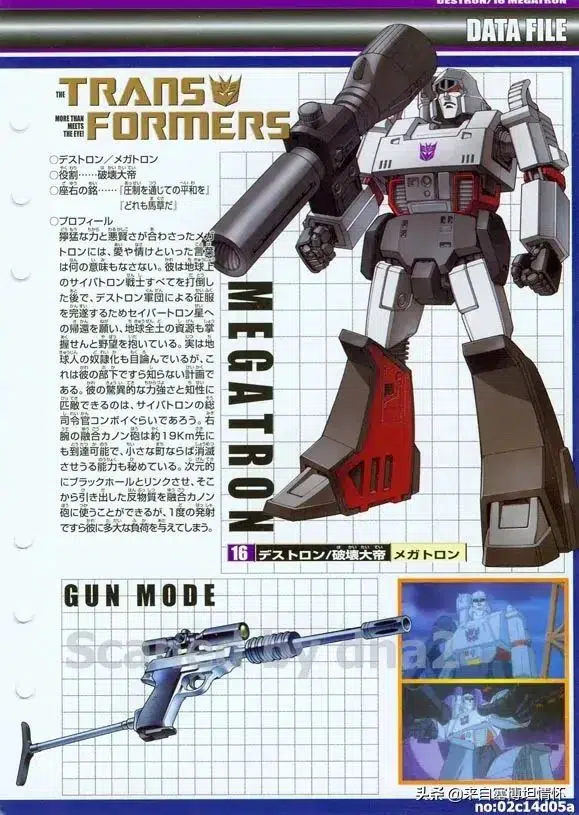 DESTRON/16 MEGATRON
DATA FILE
THE TRANSFORMERS
MORE THAN
MEETS
THE EYE!
○デストロン/メガトロン
○役割……破壊大帝
○座右の銘……『圧制を通じての平和を』
『どれも馬草だ』
○プロフィール
獰猛な力と悪賢さが合わさったメガ
トロンには、愛や情けといった言葉
は何の意味もなさない。彼は地球上
のサイバトロン戦士すべてを打倒し
た後で、デストロン軍団による征服
を完遂するためセイバートロン星へ
の帰還を願い、地球全土の資源も掌
握せんと野望を抱いている。実は地
球人の奴隷化も目論んでいるが、こ
れは彼の部下ですら知らない計画で
ある。彼の驚異的な力強さと知性に
匹敵できるのは、サイバトロンの総
司令官コンボイぐらいであろう。右
腕の融合カノン砲は約19Km先に
も到達可能で、小さな町ならば消滅
させうる能力も秘めている。次元的
にブラックホールとリンクさせ、そこ
から引き出した反物質を融合カノン
砲に使うことができるが、1度の発射
ですら彼に多大な負荷を与えてしまう。
MEGATRON
16 デストロン/破壊大帝 メガトロン
GUN MODE
Scanned by dna2
头条 @来自塞博坦情怀
no:02c14d05a